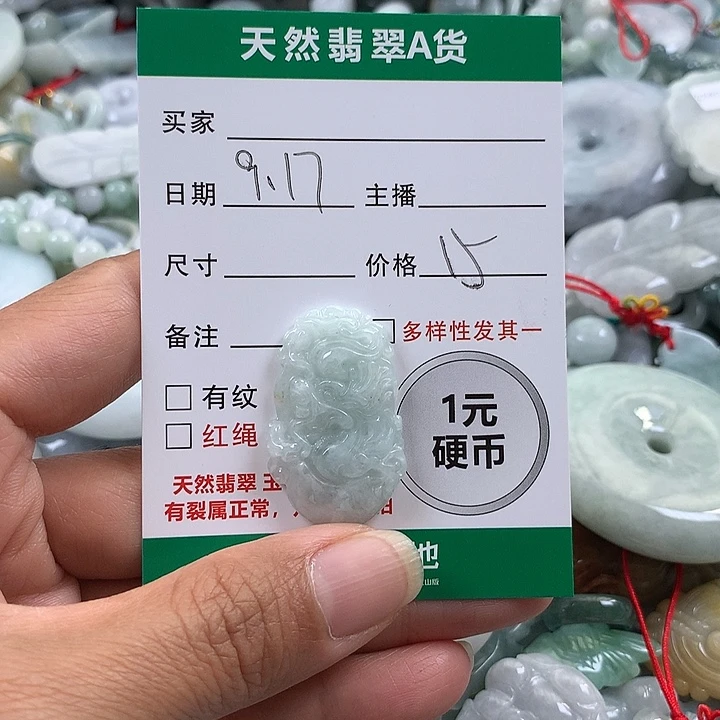 天然翡翠A货
买家
日期 9.17 主播
尺寸 价格 15
备注 多样性发其一
有纹
红绳
1元
硬币
天然翡翠 玉
有裂属正常,
他